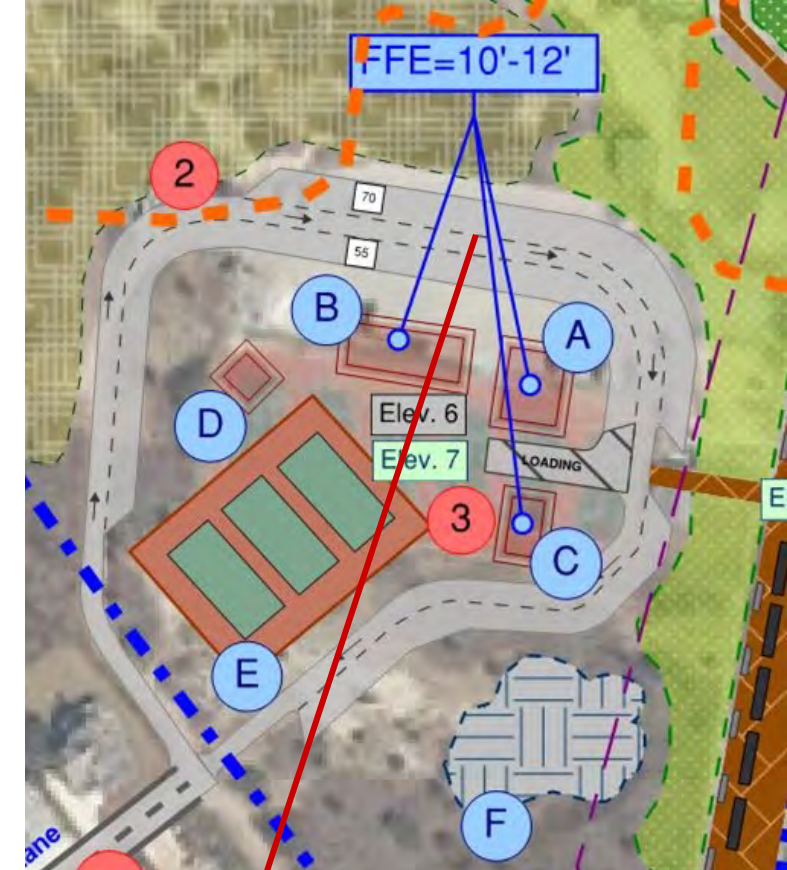 FFE=10'-12'
2
70
55
B
A
D
Elev. 6
Elev. 7
LOADING
E
3
C
E
F
ane